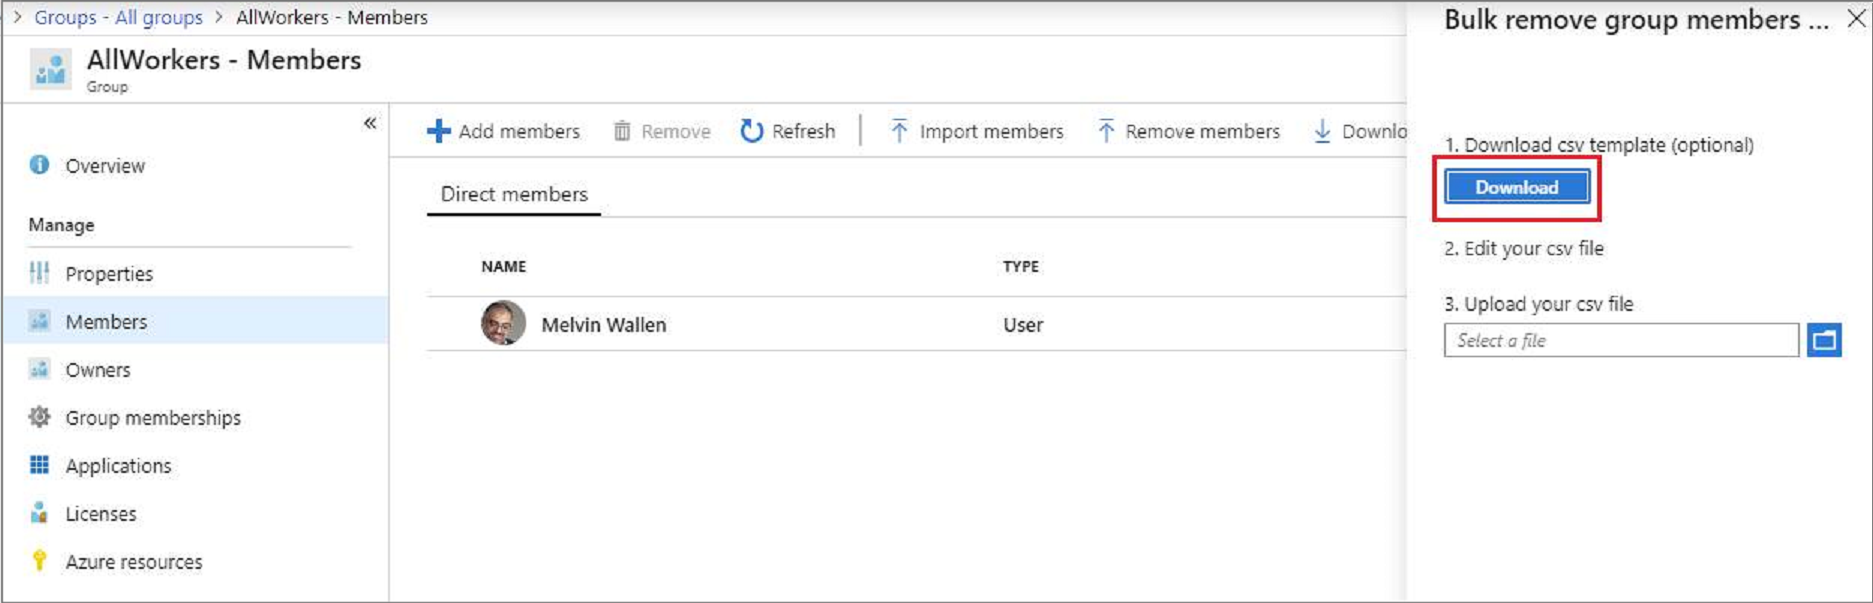 > Groups - All groups > AllWorkers - Members
AllWorkers - Members
Group
«
Overview
Manage
Properties
Members
Owners
Group memberships
Applications
Licenses
Azure resources
Add members Remove Refresh Import members Remove members Downlo
Direct members
NAME TYPE
Melvin Wallen User
Bulk remove group members ...
1. Download csv template (optional)
Download
2. Edit your csv file
3. Upload your csv file
Select a file